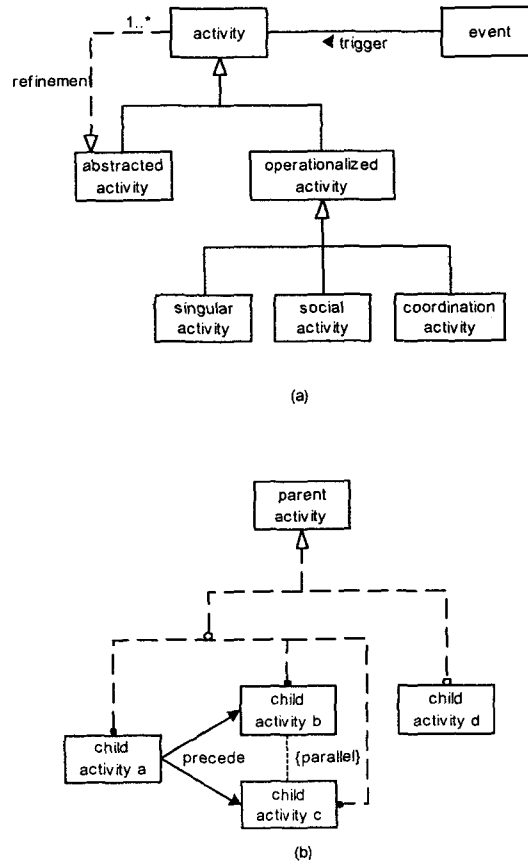 1..*
activity
event
trigger
refinement
abstracted
activity
operationalized
activity
singular
activity
social
activity
coordination
activity
(a)
parent
activity
child
activity b
child
activity d
child
activity a
precede
{parallel}
child
activity c
(b)